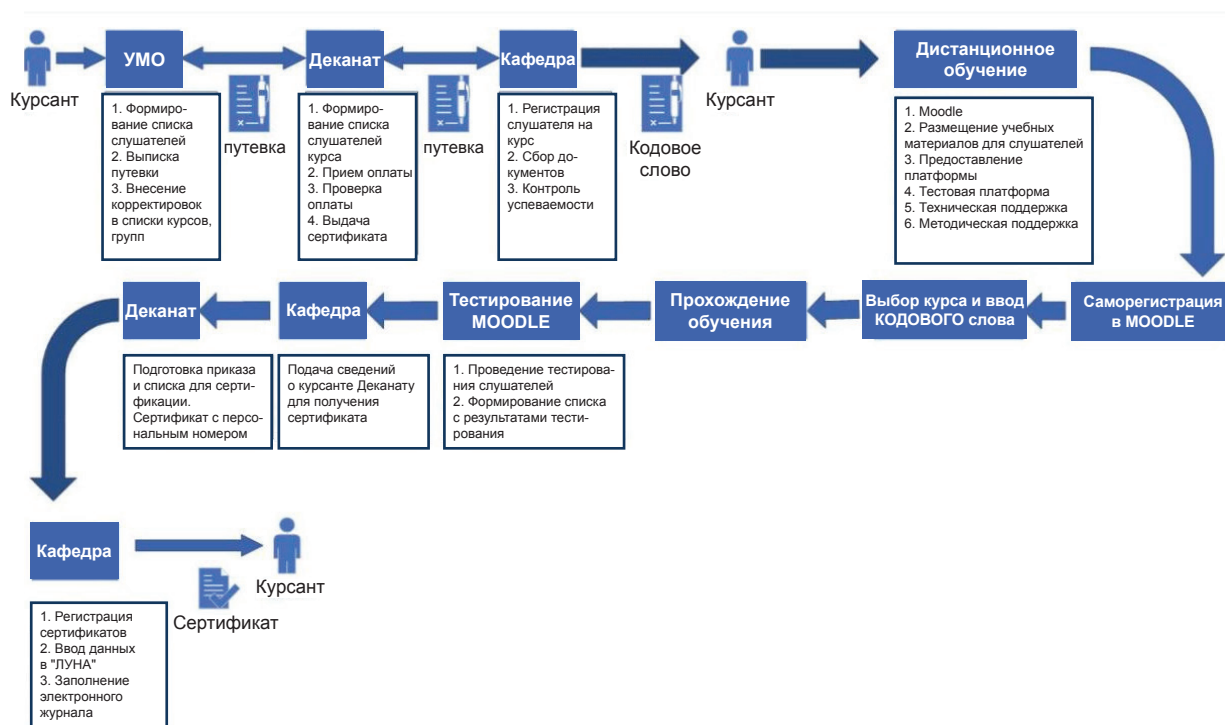 УМО
Деканат
Кафедра
Дистанционное
обучение
Курсант
путевка
путевка
Кодовое
слово
Курсант
1. Формиро-
вание списка
слушателей
2. Выписка
путевки
3. Внесение
корректировок
в списки курсов,
групп
1. Формиро-
вание списка
слушателей
курса
2. Прием оплаты
3. Проверка
оплаты
4. Выдача
сертификата
1. Регистрация
слушателя на
курс
2. Сбор до-
кументов
3. Контроль
успеваемости
1. Moodle
2. Размещение учебных
материалов для слушателей
3. Предоставление
платформы
4. Тестовая платформа
5. Техническая поддержка
6. Методическая поддержка
Деканат
Кафедра
Тестирование
MOODLE
Прохождение
обучения
Выбор курса и ввод
КОДОВОГО слова
Саморегистрация
в MOODLE
Подготовка приказа
и списка для серти-
фикации.
Сертификат с персо-
нальным номером
Подача сведений
о курсанте Деканату
для получения
сертификата
1. Проведение тестирова-
ния слушателей
2. Формирование списка
с результатами тести-
рования
Кафедра
Курсант
Сертификат
1. Регистрация
сертификатов
2. Ввод данных
в "ЛУНА"
3. Заполнение
электронного
журнала